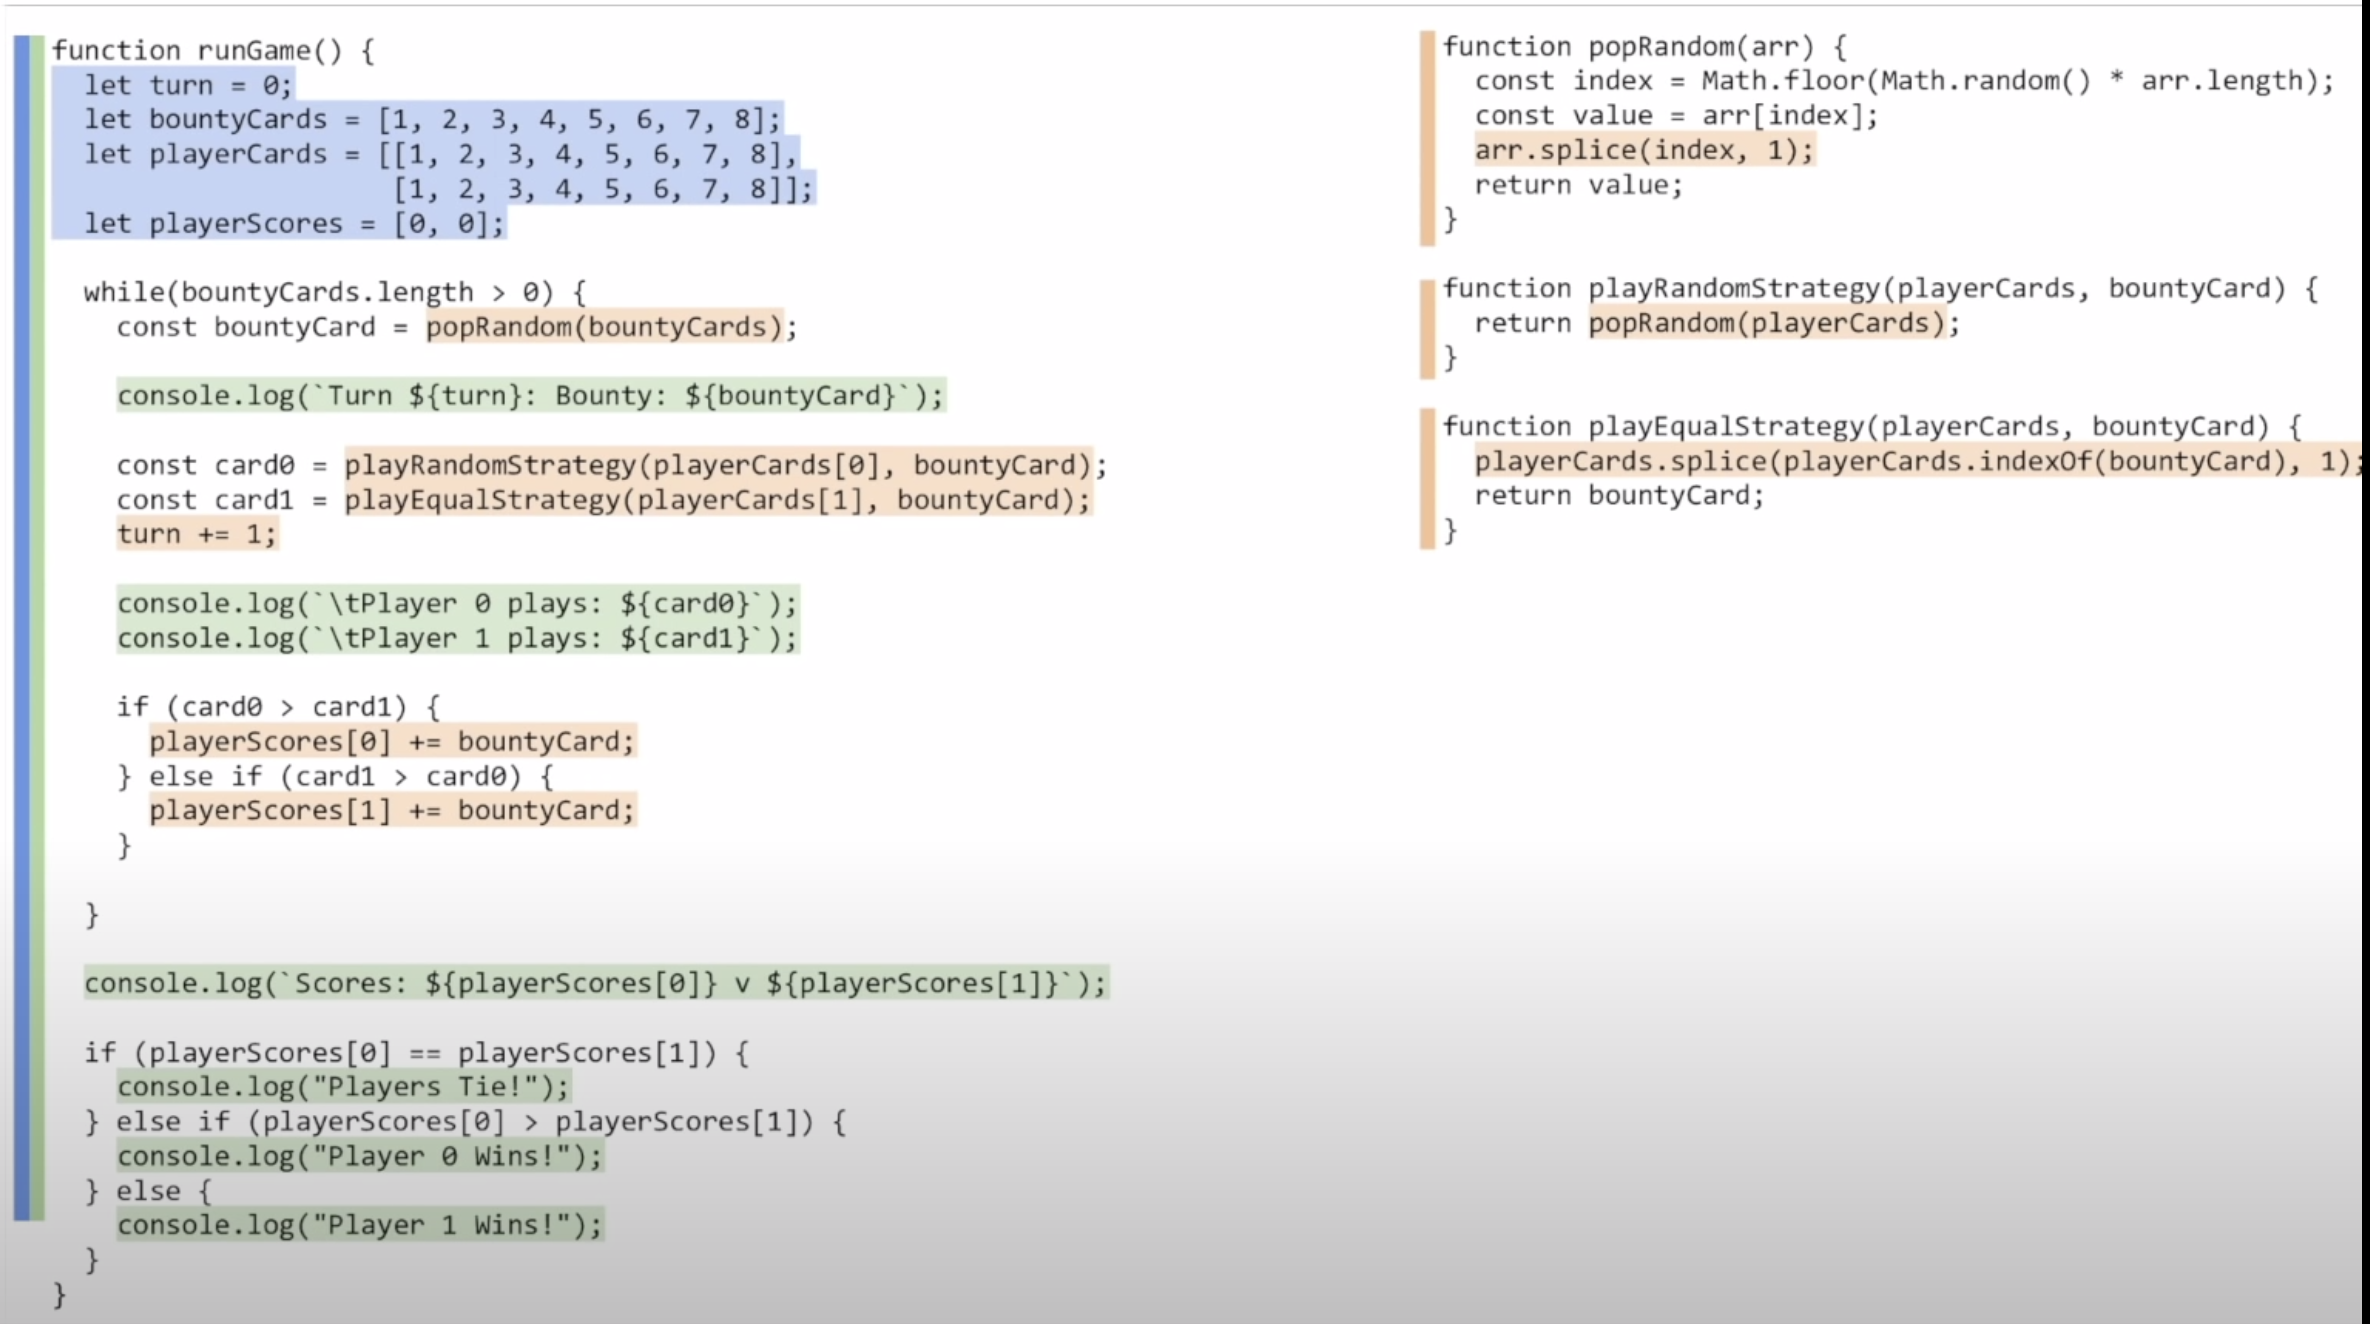 function runGame() {
  let turn = 0;
  let bountyCards = [1, 2, 3, 4, 5, 6, 7, 8];
  let playerCards = [[1, 2, 3, 4, 5, 6, 7, 8],
                     [1, 2, 3, 4, 5, 6, 7, 8]];
  let playerScores = [0, 0];

  while(bountyCards.length > 0) {
    const bountyCard = popRandom(bountyCards);

    console.log(`Turn ${turn}: Bounty: ${bountyCard}`);

    const card0 = playRandomStrategy(playerCards[0], bountyCard);
    const card1 = playEqualStrategy(playerCards[1], bountyCard);
    turn += 1;

    console.log(`\tPlayer 0 plays: ${card0}`);
    console.log(`\tPlayer 1 plays: ${card1}`);

    if (card0 > card1) {
      playerScores[0] += bountyCard;
    } else if (card1 > card0) {
      playerScores[1] += bountyCard;
    }

  }

  console.log(`Scores: ${playerScores[0]} v ${playerScores[1]}`);

  if (playerScores[0] == playerScores[1]) {
    console.log("Players Tie!");
  } else if (playerScores[0] > playerScores[1]) {
    console.log("Player 0 Wins!");
  } else {
    console.log("Player 1 Wins!");
  }
}

function popRandom(arr) {
  const index = Math.floor(Math.random() * arr.length);
  const value = arr[index];
  arr.splice(index, 1);
  return value;
}

function playRandomStrategy(playerCards, bountyCard) {
  return popRandom(playerCards);
}

function playEqualStrategy(playerCards, bountyCard) {
  playerCards.splice(playerCards.indexOf(bountyCard), 1);
  return bountyCard;
}